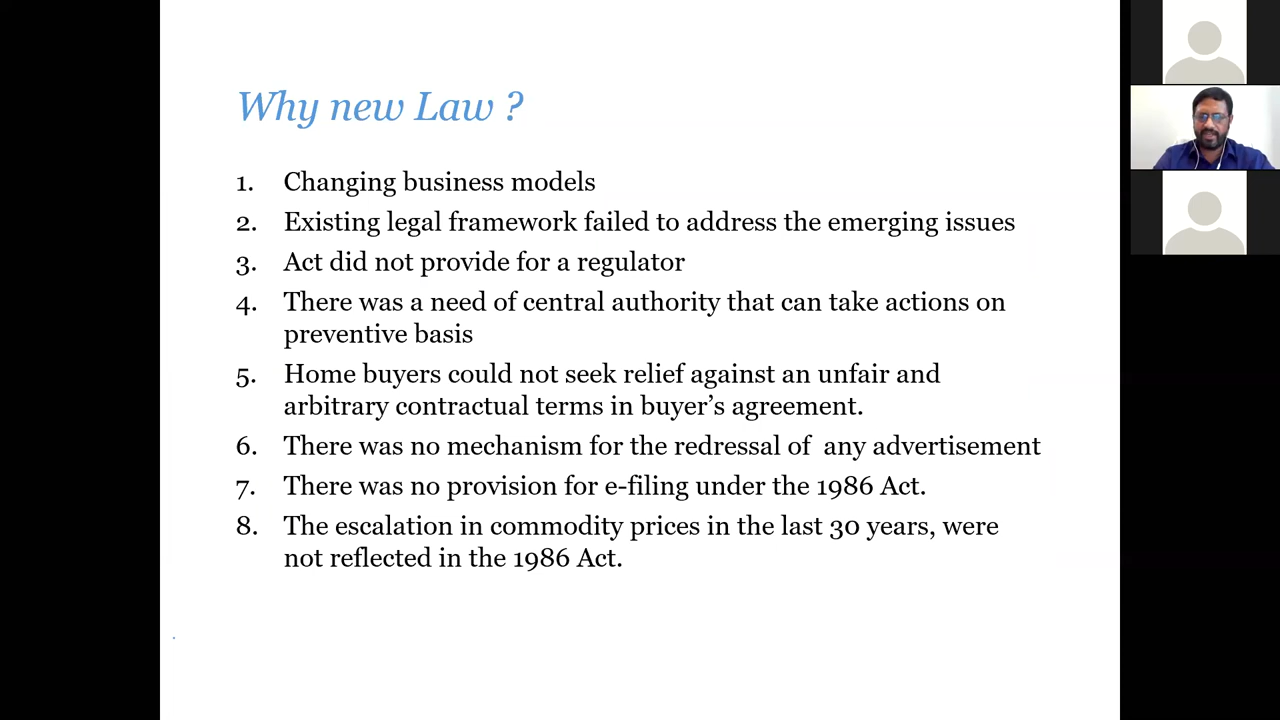 Why new Law ?
1. Changing business models
2. Existing legal framework failed to address the emerging issues
3. Act did not provide for a regulator
4. There was a need of central authority that can take actions on
preventive basis
5. Home buyers could not seek relief against an unfair and
arbitrary contractual terms in buyer’s agreement.
6. There was no mechanism for the redressal of  any advertisement
7. There was no provision for e-filing under the 1986 Act.
8. The escalation in commodity prices in the last 30 years, were
not reflected in the 1986 Act.